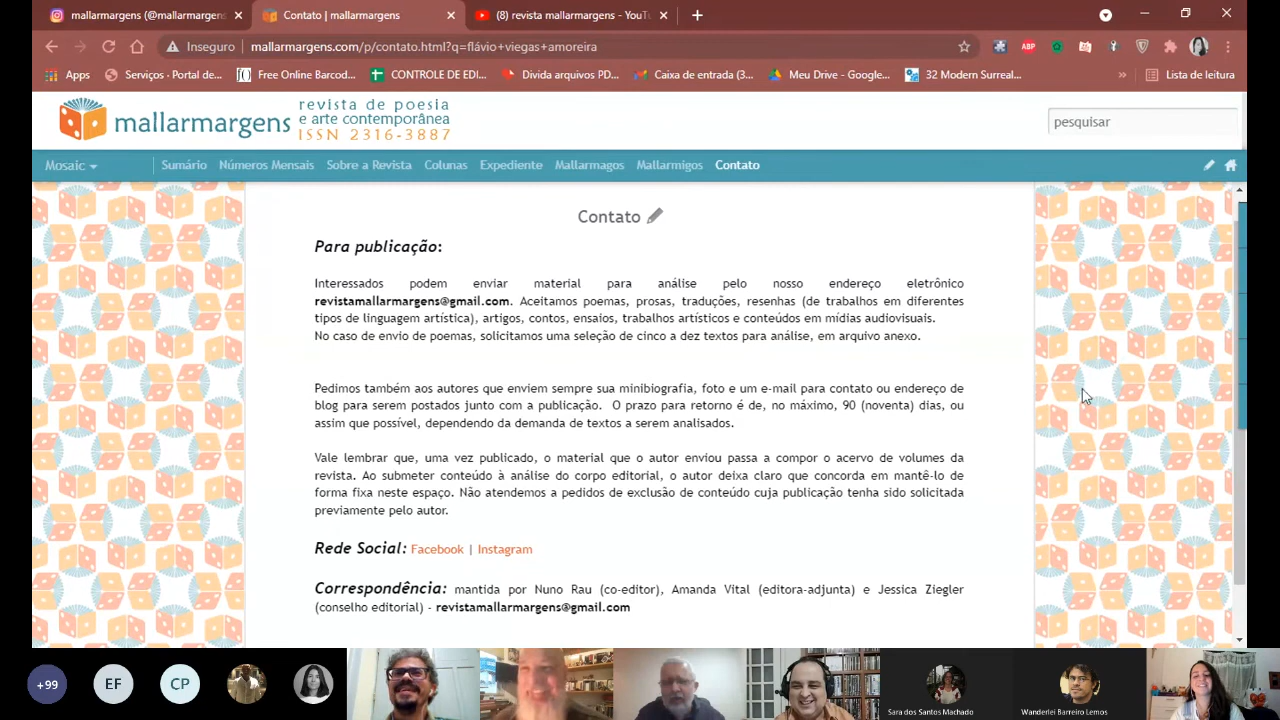 mallarmargens (@mallarmargens
Contato | mallarmargens
(8) revista mallarmargens - YouTu
Inseguro
mallarmargens.com/p/contato.html?q=flávio+viegas+amoreira
ABP
Apps
Serviços · Portal de...
Free Online Barcod...
CONTROLE DE EDI...
Divida arquivos PD...
Caixa de entrada (3...
Meu Drive - Google...
32 Modern Surreal...
»
Lista de leitura
mallarmargens
revista de poesia
e arte contemporânea
ISSN 2316-3887
pesquisar
Mosaic
Sumário
Números Mensais
Sobre a Revista
Colunas
Expediente
Mallarmagos
Mallarmigos
Contato
Contato
Para publicação:
Interessados podem enviar material para análise pelo nosso endereço eletrônico
revistamallarmargens@gmail.com. Aceitamos poemas, prosas, traduções, resenhas (de trabalhos em diferentes
tipos de linguagem artística), artigos, contos, ensaios, trabalhos artísticos e conteúdos em mídias audiovisuais.
No caso de envio de poemas, solicitamos uma seleção de cinco a dez textos para análise, em arquivo anexo.
Pedimos também aos autores que enviem sempre sua minibiografia, foto e um e-mail para contato ou endereço de
blog para serem postados junto com a publicação. O prazo para retorno é de, no máximo, 90 (noventa) dias, ou
assim que possível, dependendo da demanda de textos a serem analisados.
Vale lembrar que, uma vez publicado, o material que o autor enviou passa a compor o acervo de volumes da
revista. Ao submeter conteúdo à análise do corpo editorial, o autor deixa claro que concorda em mantê-lo de
forma fixa neste espaço. Não atendemos a pedidos de exclusão de conteúdo cuja publicação tenha sido solicitada
previamente pelo autor.
Rede Social: Facebook | Instagram
Correspondência: mantida por Nuno Rau (co-editor), Amanda Vital (editora-adjunta) e Jessica Ziegler
(conselho editorial) - revistamallarmargens@gmail.com
+99
EF
CP
Sara dos Santos Machado
Wanderlei Barreiro Lemos